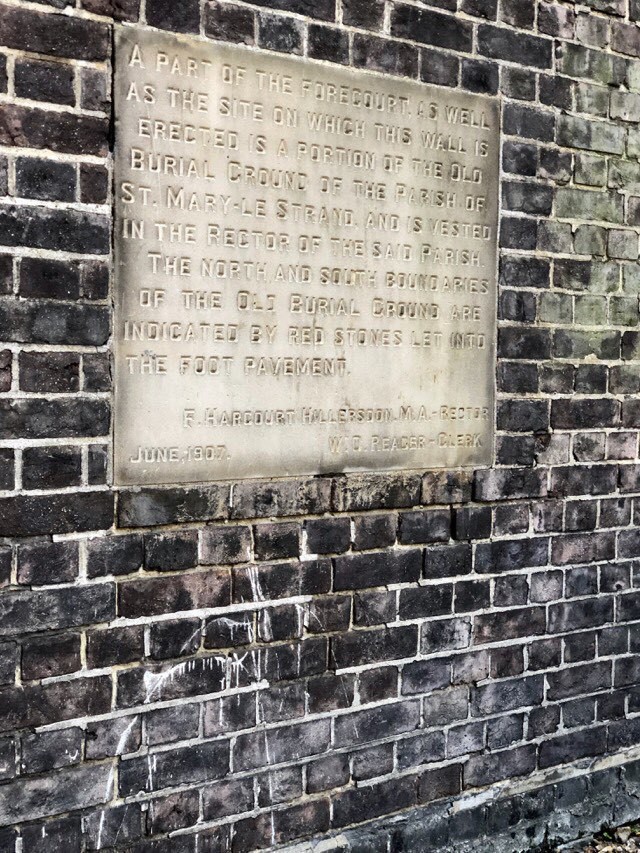 A PART OF THE FORECOURT, AS WELL
AS THE SITE ON WHICH THIS WALL IS
ERECTED IS A PORTION OF THE OLD
BURIAL GROUND OF THE PARISH OF
ST. MARY-LE STRAND, AND IS VESTED
IN THE RECTOR OF THE SAID PARISH.
THE NORTH AND SOUTH BOUNDARIES
OF THE OLD BURIAL GROUND ARE
INDICATED BY RED STONES LET INTO
THE FOOT PAVEMENT.
F. HARCOURT HILLERSDON, M.A.-RECTOR
JUNE, 1907. W. G. READER-CLERK